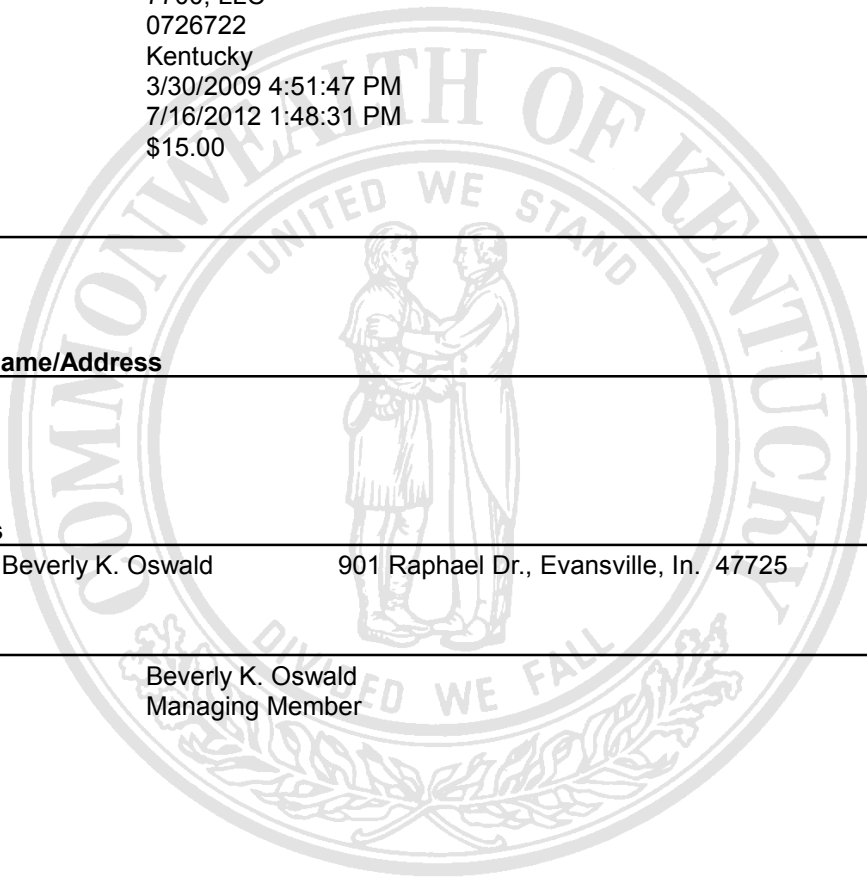 LLC
0726722
Kentucky
3/30/2009 4:51:47 PM
7/16/2012 1:48:31 PM
$15.00
COMMONWEALTH OF KENTUCKY
UNITED WE STAND
ame/Address
s
Beverly K. Oswald 901 Raphael Dr., Evansville, In. 47725
DIVIDED WE FALL
Beverly K. Oswald
Managing Member